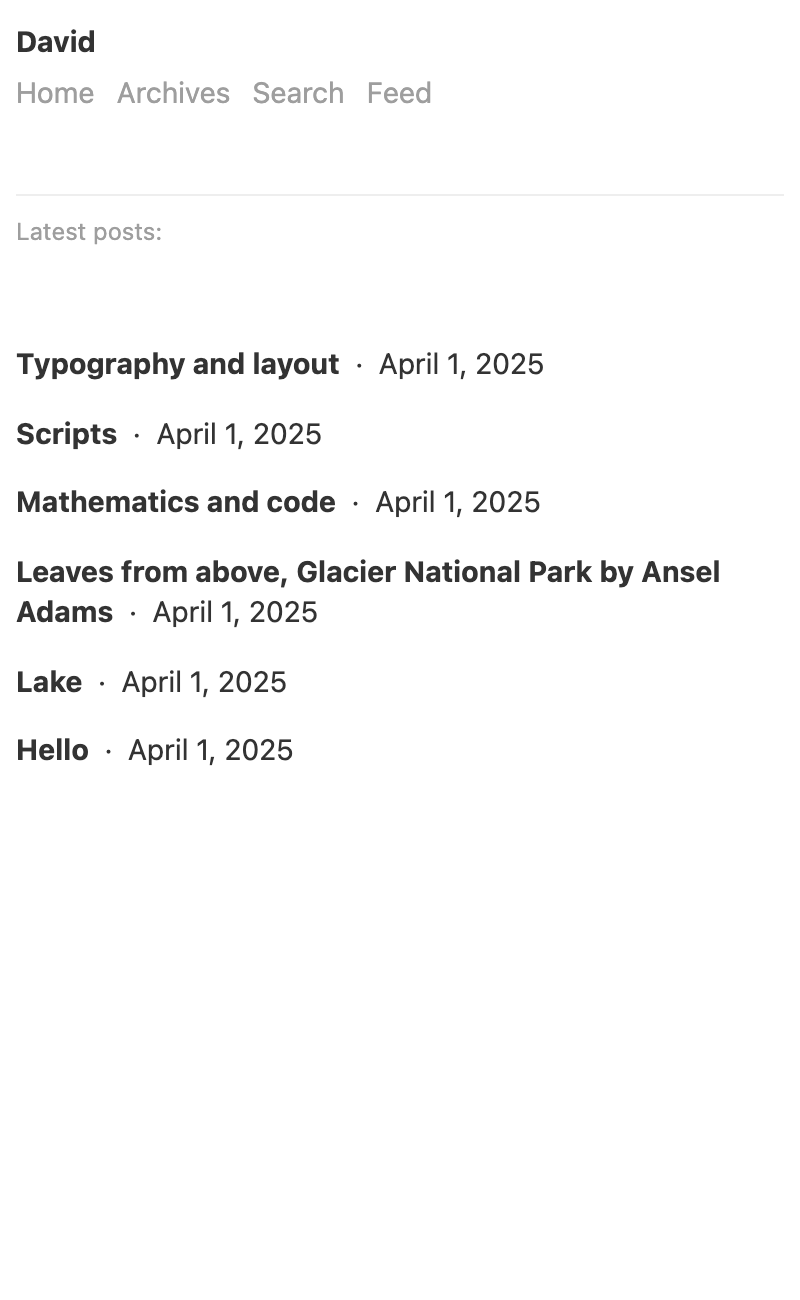 David
Home Archives Search Feed
Latest posts:
Typography and layout · April 1, 2025
Scripts · April 1, 2025
Mathematics and code · April 1, 2025
Leaves from above, Glacier National Park by Ansel
Adams · April 1, 2025
Lake · April 1, 2025
Hello · April 1, 2025